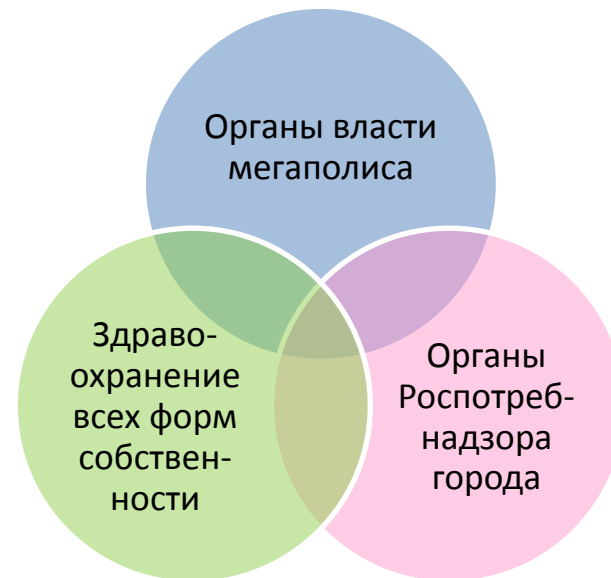 Органы власти
мегаполиса
Здраво-
охранение
всех форм
собствен-
ности
Органы
Роспотреб-
надзора
города